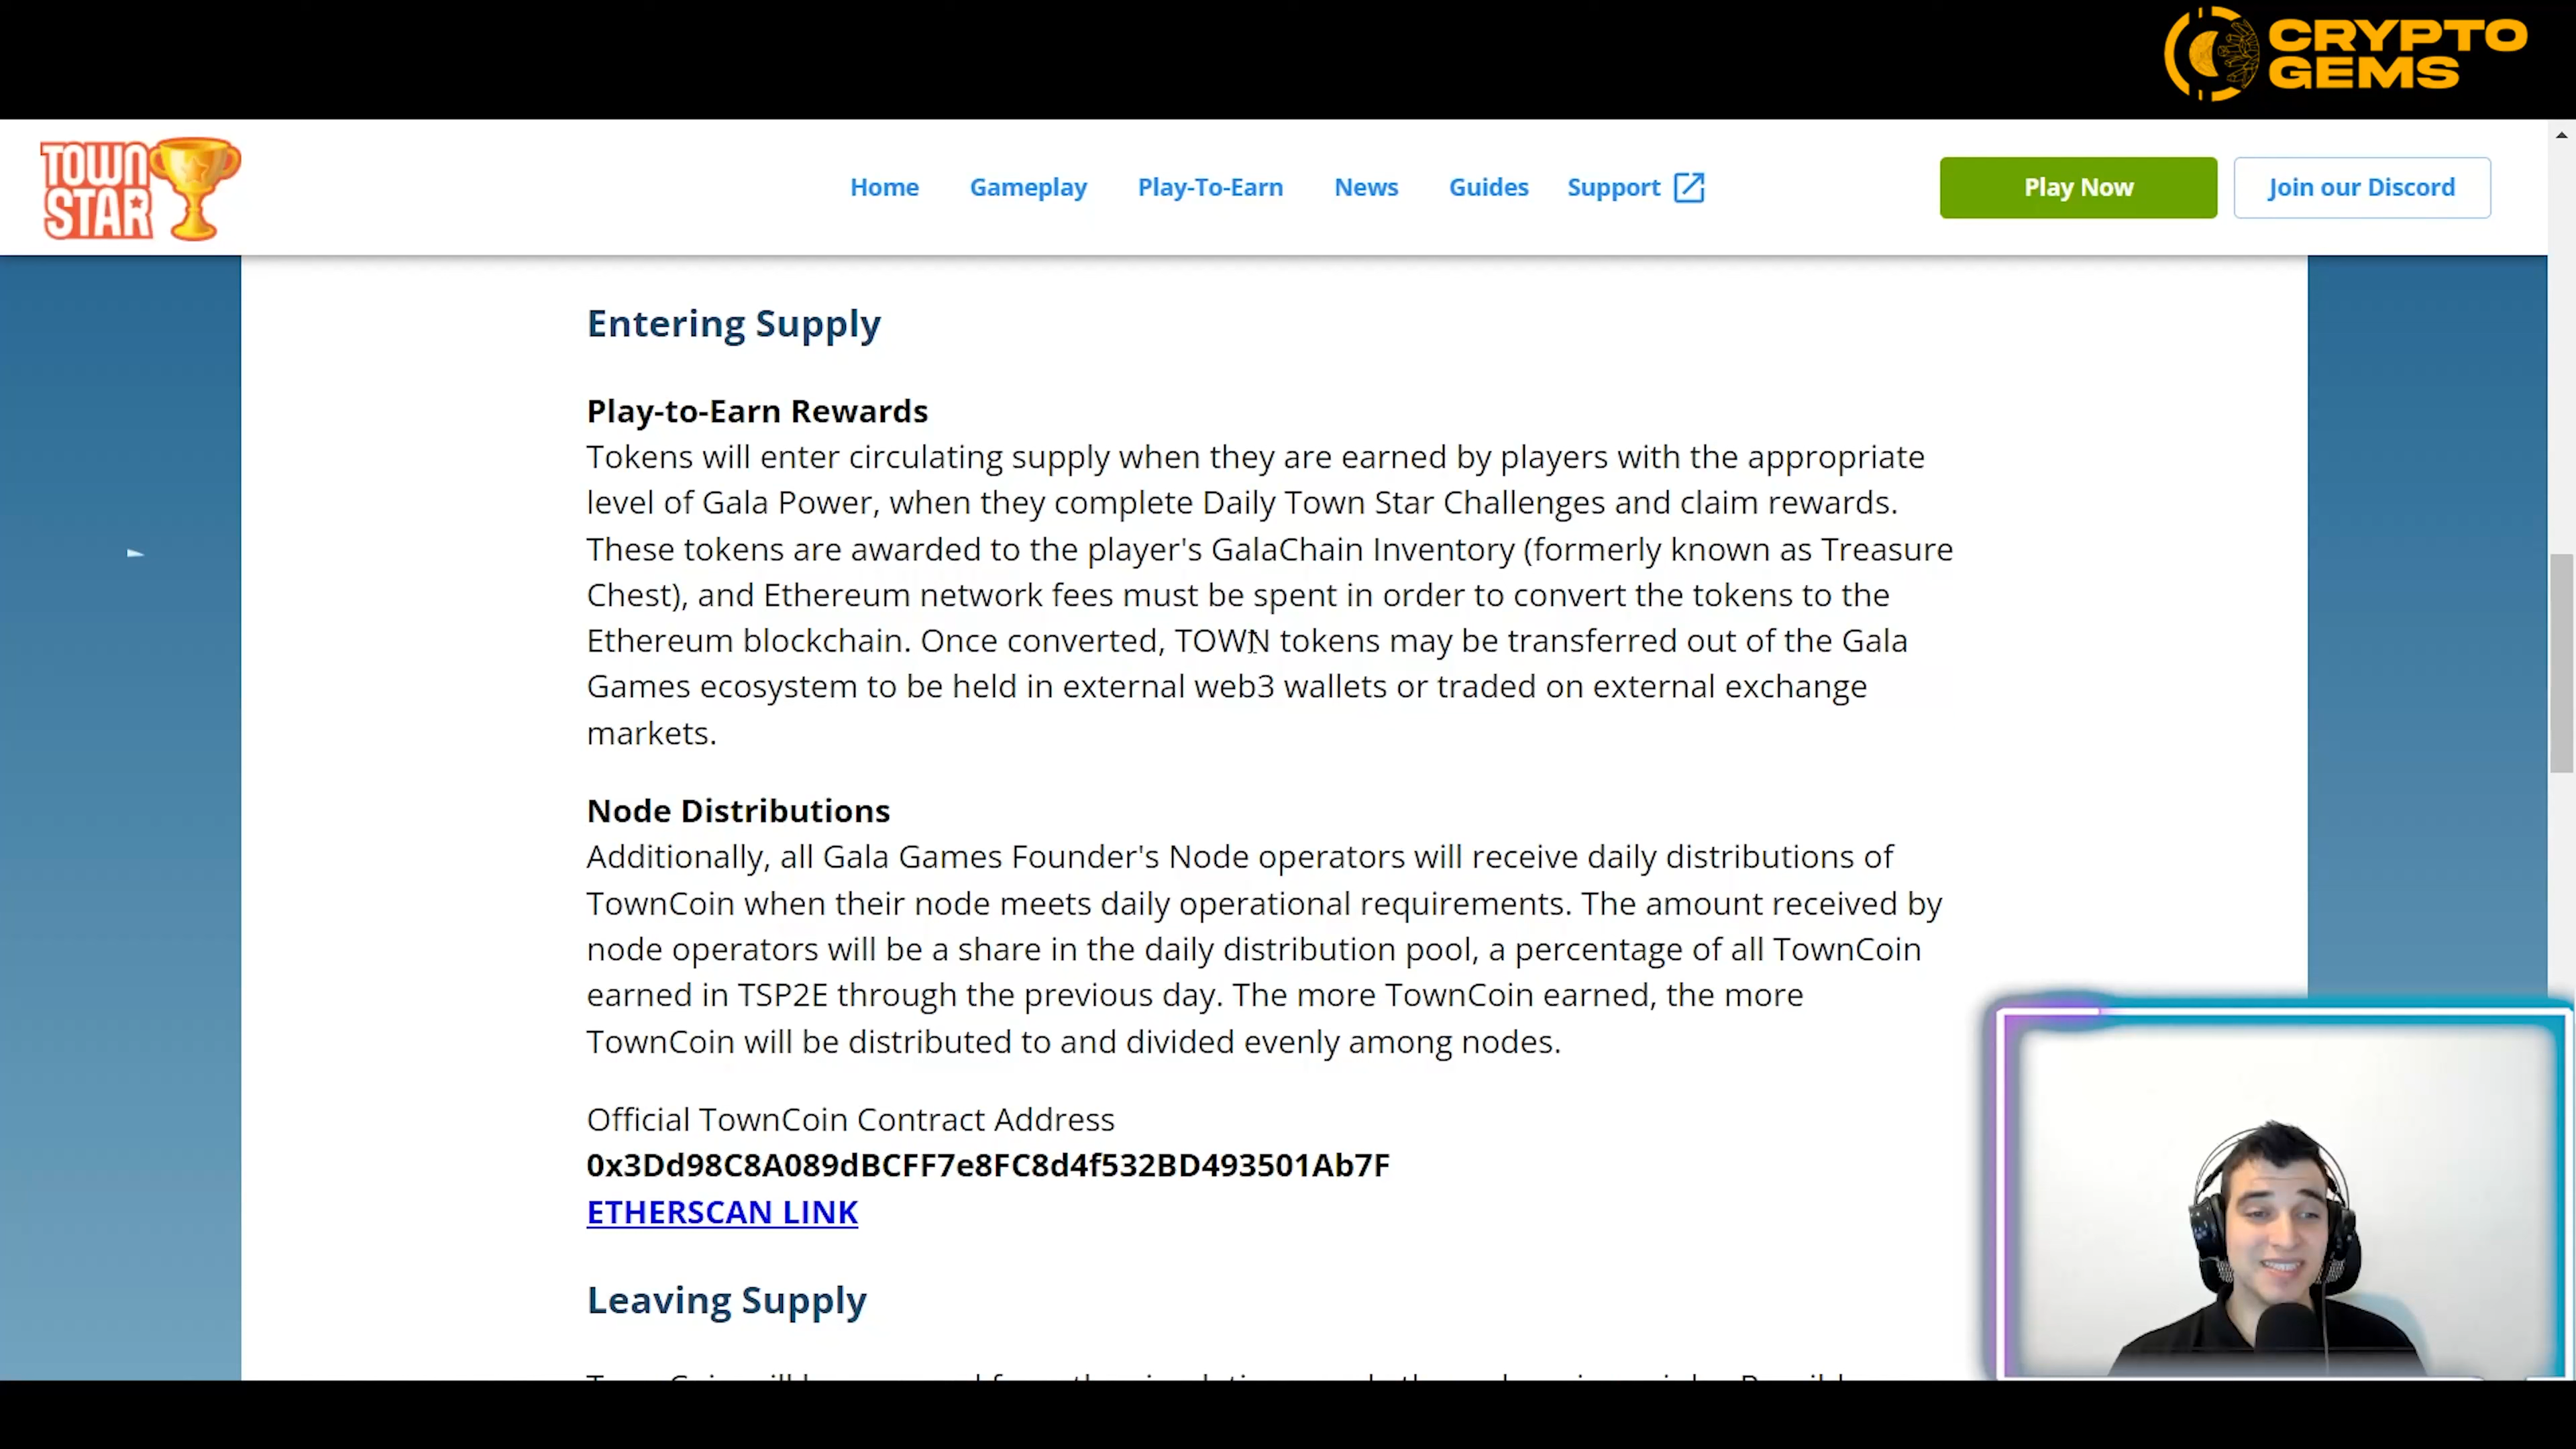 CRYPTO
GEMS
TOWN
STAR
Home Gameplay Play-To-Earn News Guides Support Play Now Join our Discord
Entering Supply
Play-to-Earn Rewards
Tokens will enter circulating supply when they are earned by players with the appropriate
level of Gala Power, when they complete Daily Town Star Challenges and claim rewards.
These tokens are awarded to the player's GalaChain Inventory (formerly known as Treasure
Chest), and Ethereum network fees must be spent in order to convert the tokens to the
Ethereum blockchain. Once converted, TOWN tokens may be transferred out of the Gala
Games ecosystem to be held in external web3 wallets or traded on external exchange
markets.
Node Distributions
Additionally, all Gala Games Founder's Node operators will receive daily distributions of
TownCoin when their node meets daily operational requirements. The amount received by
node operators will be a share in the daily distribution pool, a percentage of all TownCoin
earned in TSP2E through the previous day. The more TownCoin earned, the more
TownCoin will be distributed to and divided evenly among nodes.
Official TownCoin Contract Address
0x3Dd98C8A089dBCFF7e8FC8d4f532BD493501Ab7F
ETHERSCAN LINK
Leaving Supply